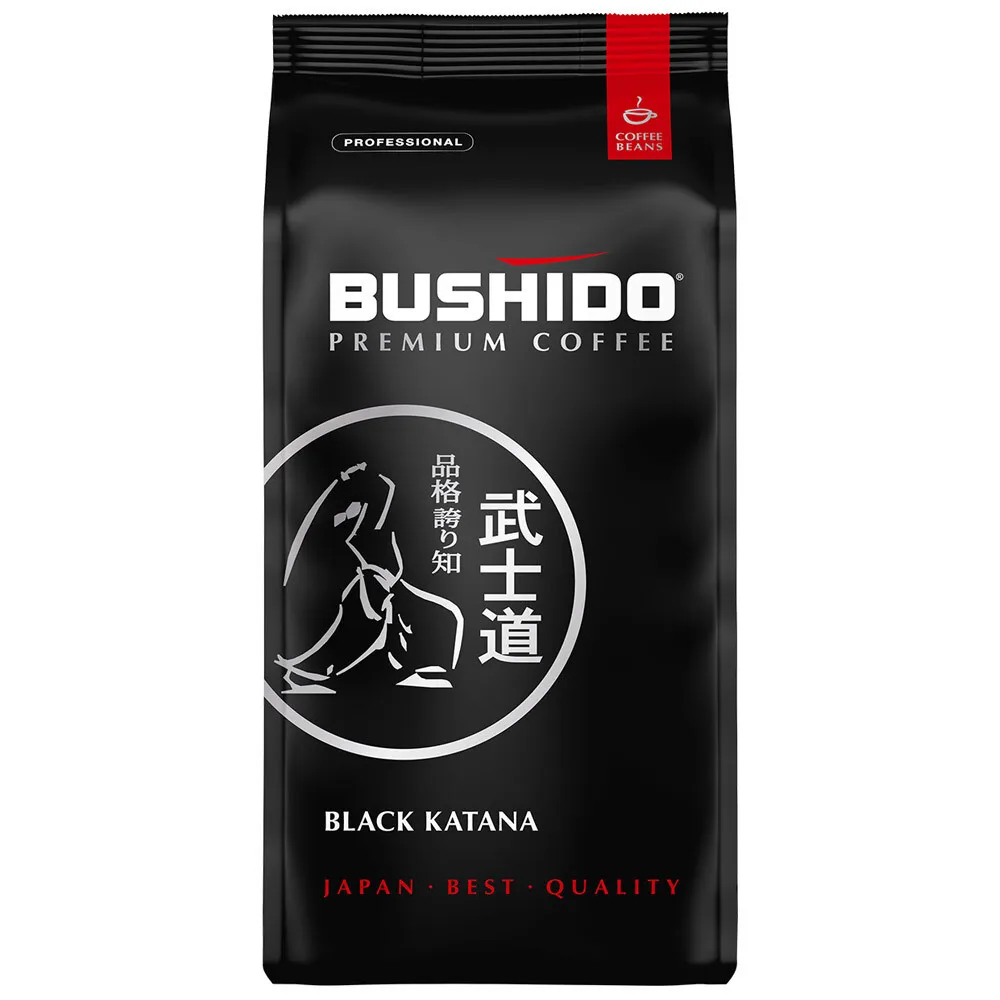 COFFEE
BEANS
PROFESSIONAL
BUSHIDO®
PREMIUM COFFEE
武士道
品格誇り知
BLACK KATANA
JAPAN · BEST · QUALITY